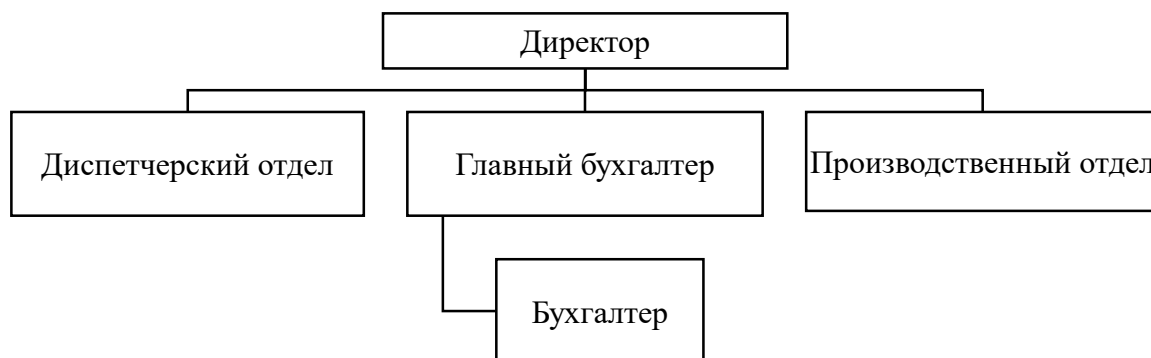 Директор
Диспетчерский отдел
Главный бухгалтер
Производственный отдел
Бухгалтер